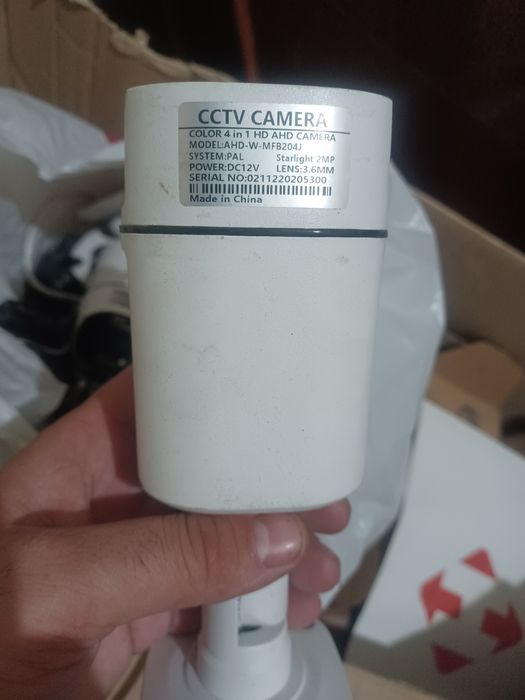 CCTV CAMERA
COLOR 4 in 1 HD AHD CAMERA
MODEL:AHD-W-MFB204J
SYSTEM:PAL Starlight 2MP
POWER:DC12V LENS:3.6MM
SERIAL NO:0211220205300
Made in China